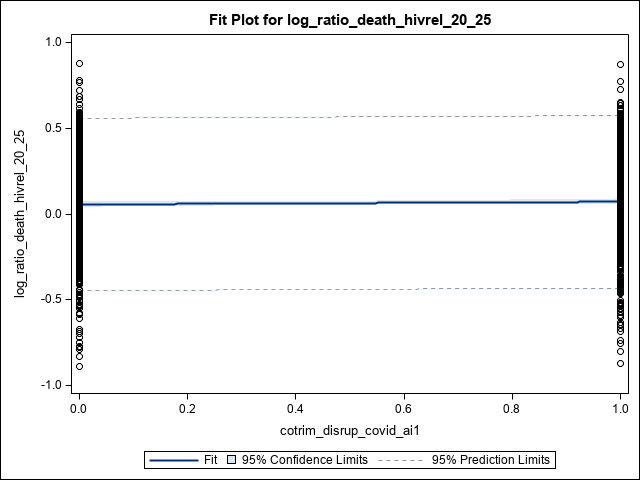 Fit Plot for log_ratio_death_hivrel_20_25
1.0
0.5
0.0
-0.5
-1.0
log_ratio_death_hivrel_20_25
0.0 0.2 0.4 0.6 0.8 1.0
cotrim_disrup_covid_ai1
Fit 95% Confidence Limits 95% Prediction Limits